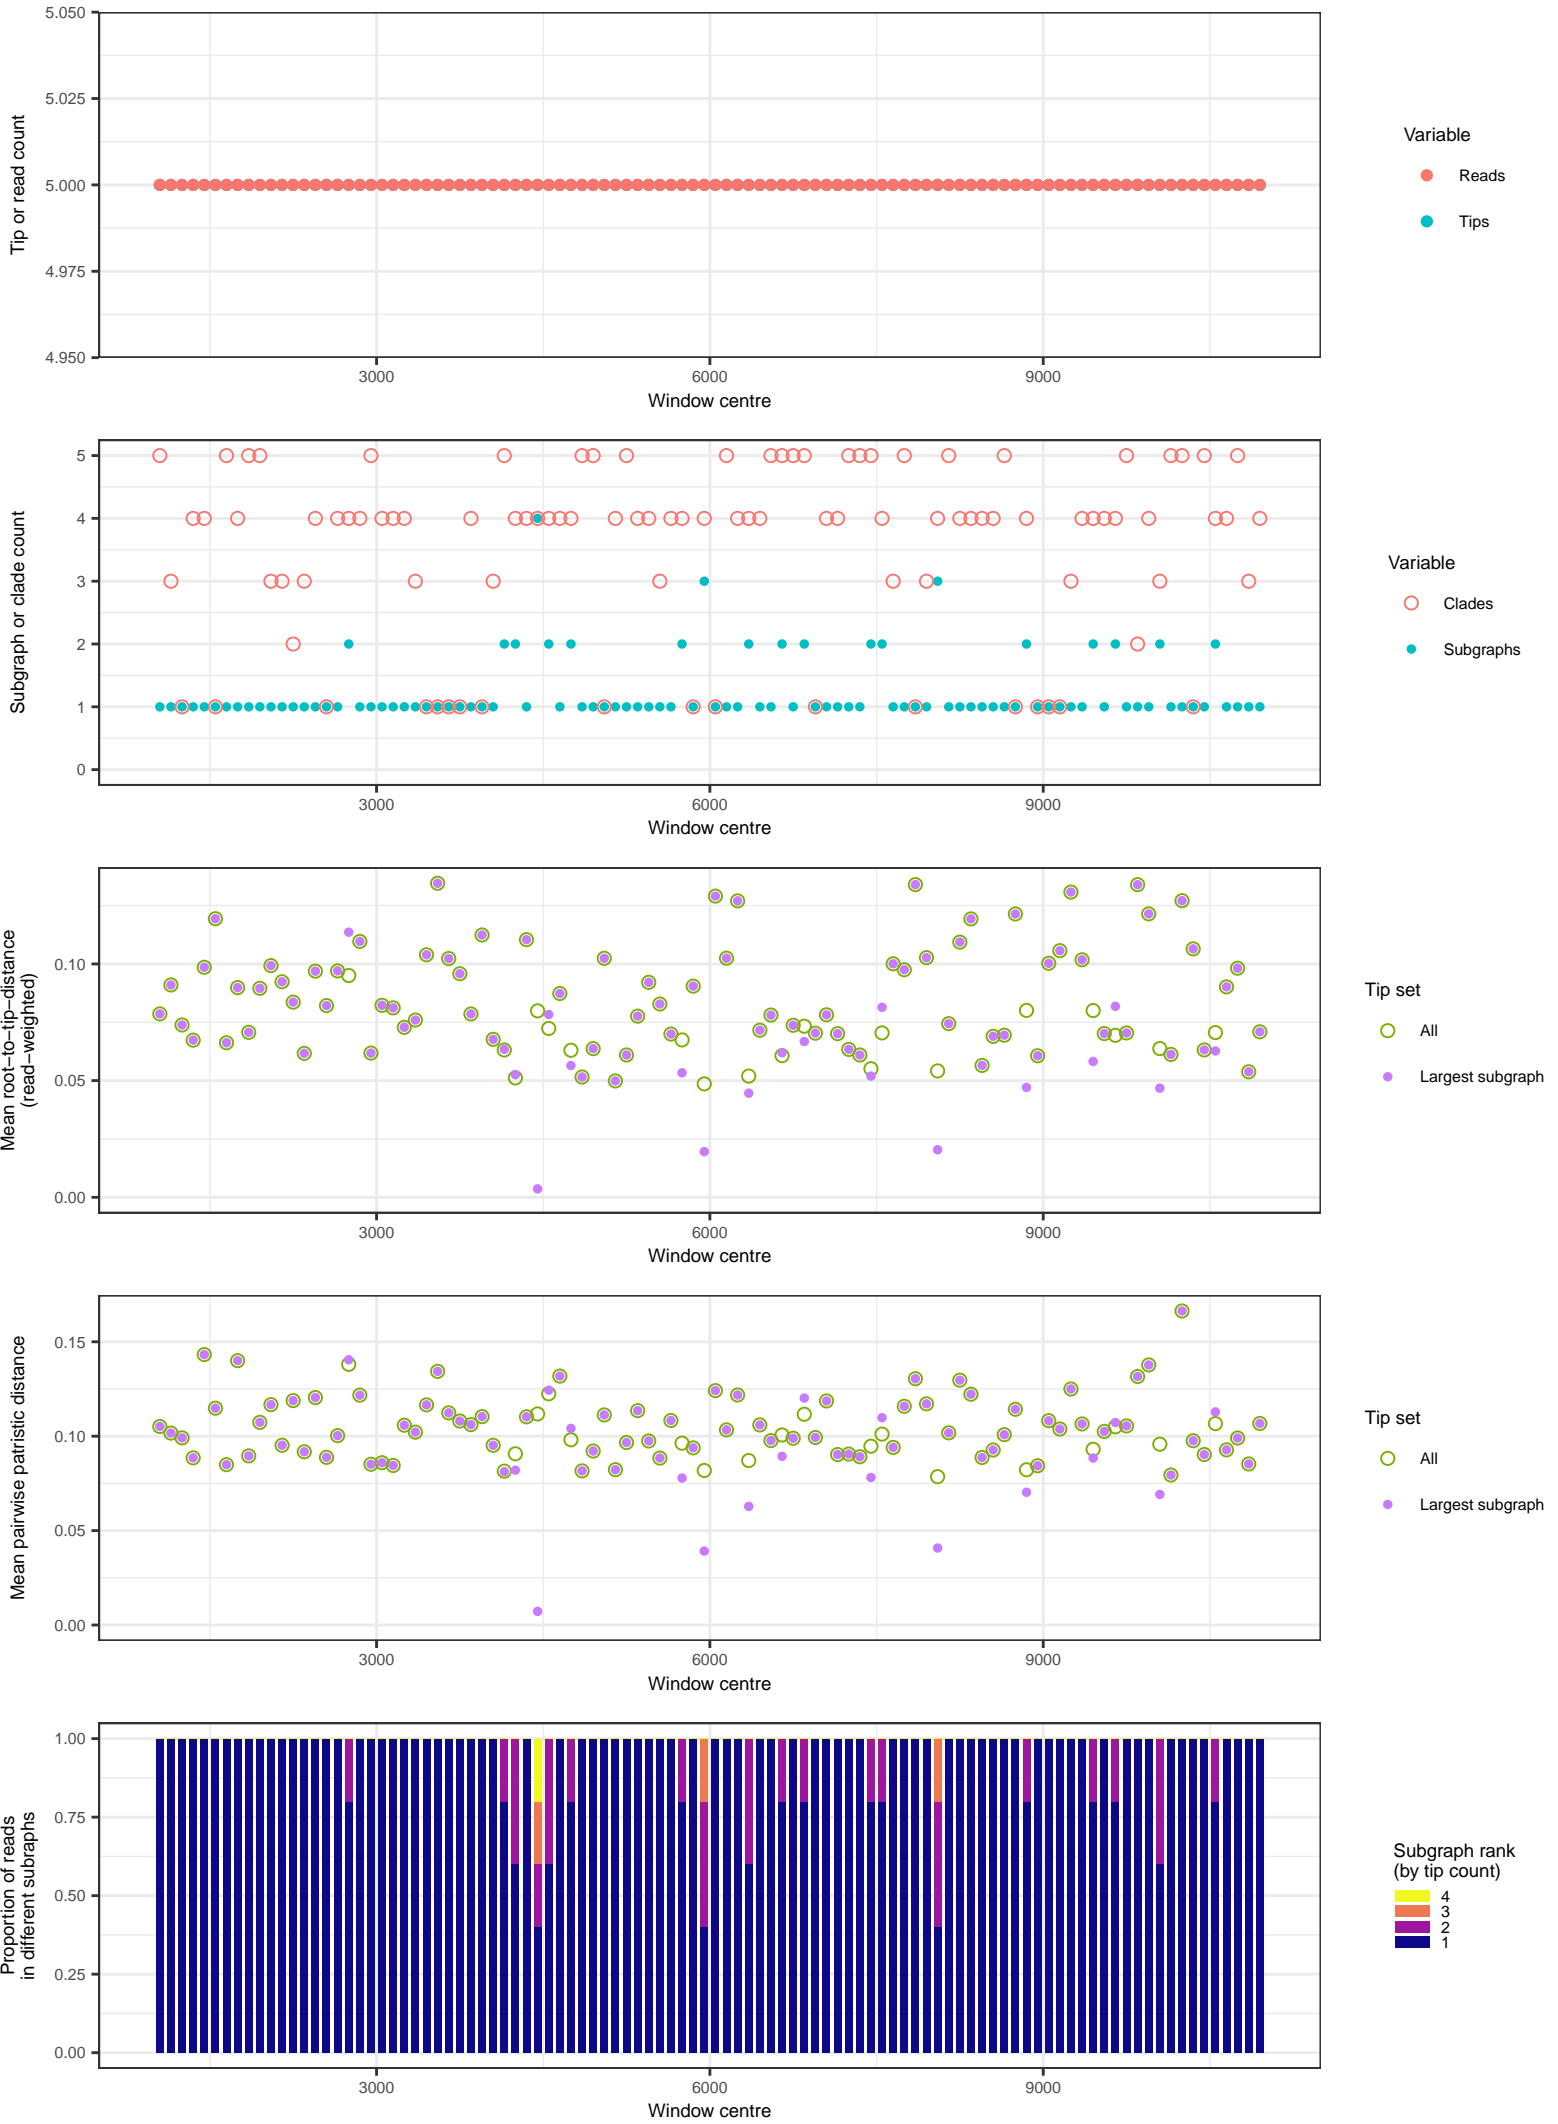 5.050
5.025
5.000
4.975
4.950
Tip or read count
3000
6000
9000
Window centre
Variable
Reads
Tips
5
4
3
2
1
0
Subgraph or clade count
3000
6000
9000
Window centre
Variable
Clades
Subgraphs
0.10
0.05
0.00
Mean root−to−tip−distance
(read−weighted)
3000
6000
9000
Window centre
Tip set
All
Largest subgraph
0.15
0.10
0.05
0.00
Mean pairwise patristic distance
3000
6000
9000
Window centre
Tip set
All
Largest subgraph
1.00
0.75
0.50
0.25
0.00
Proportion of reads
in different subraphs
3000
6000
9000
Window centre
Subgraph rank
(by tip count)
4
3
2
1